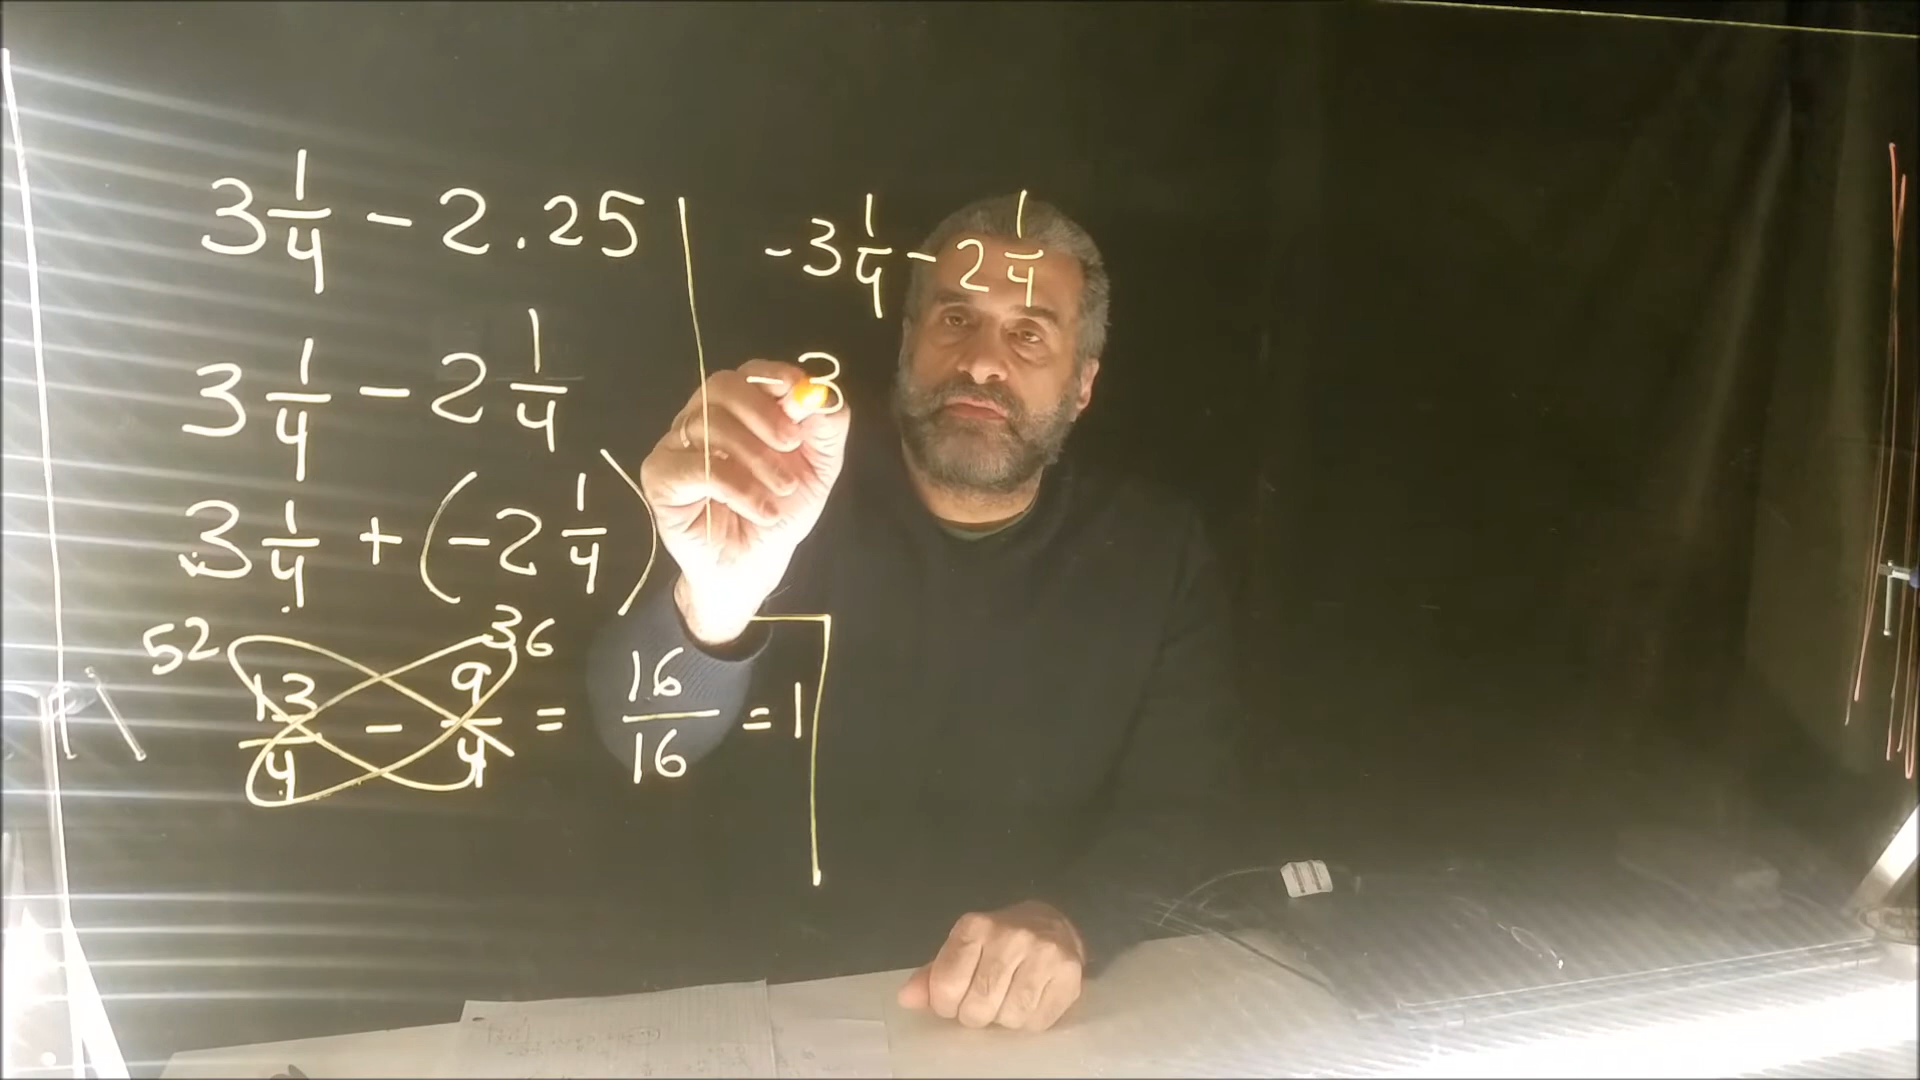 3 1/4 - 2.25
3 1/4 - 2 1/4
3 1/4 + (-2 1/4)
52 36
13/4 - 9/4 = 16/16 = 1
-3 1/4 - 2 1/4
-3